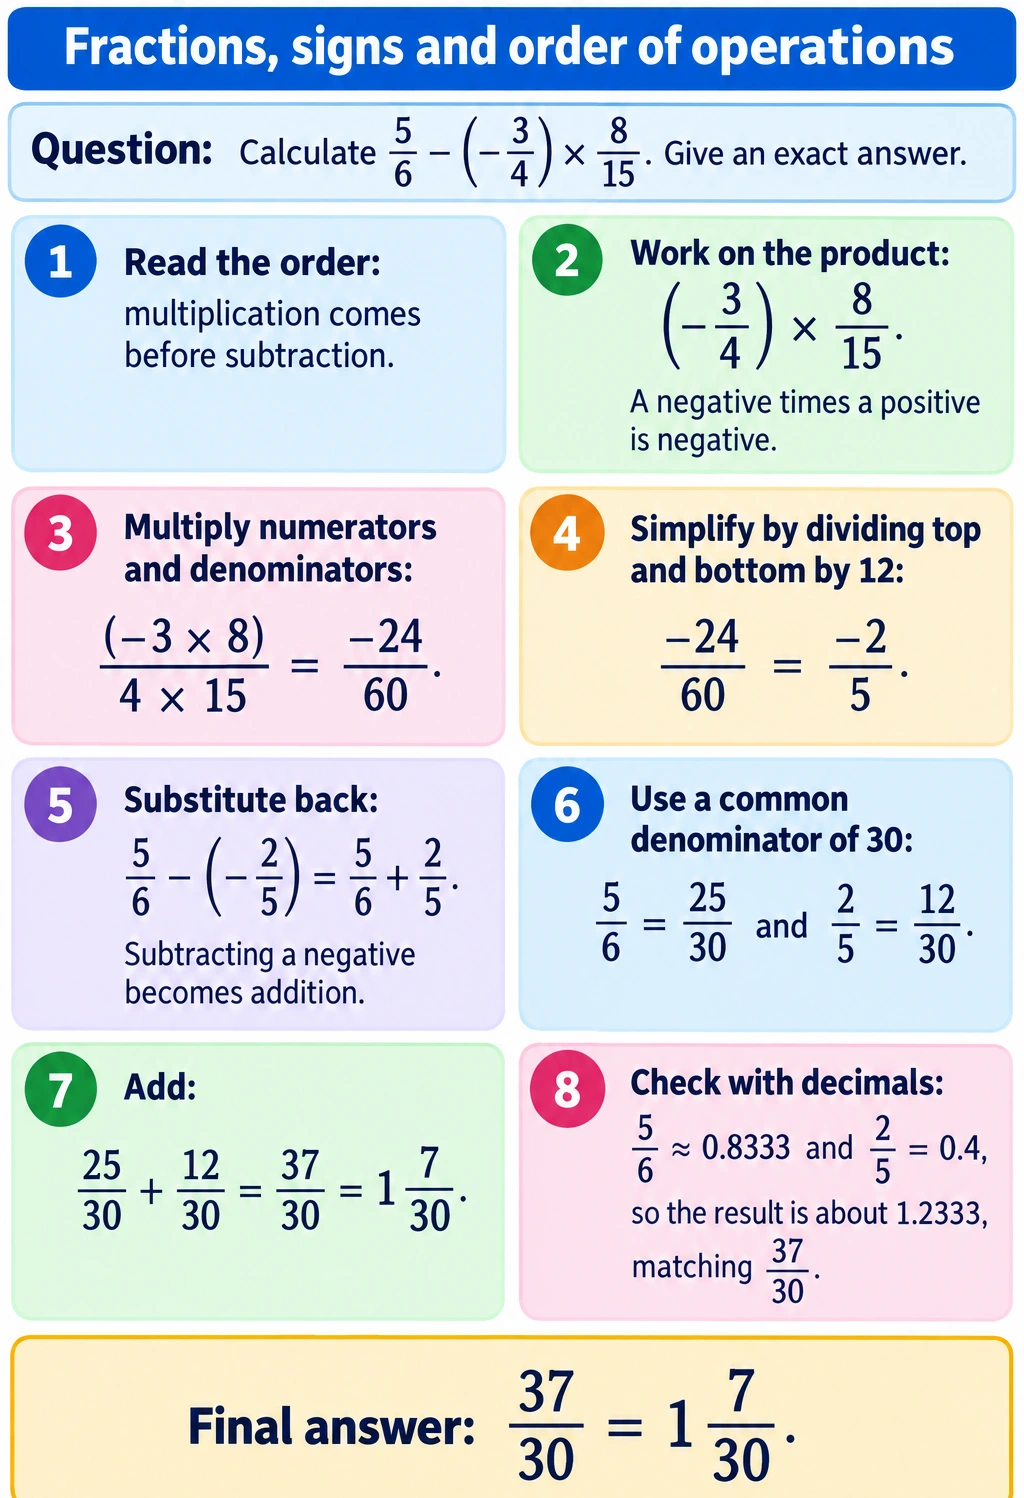 Fractions, signs and order of operations
Question: Calculate 5/6 − (−3/4) × 8/15. Give an exact answer.
1
Read the order:
multiplication comes
before subtraction.
2
Work on the product:
(−3/4) × 8/15.
A negative times a positive
is negative.
3
Multiply numerators
and denominators:
(−3 × 8)/4 × 15 = −24/60.
4
Simplify by dividing top
and bottom by 12:
−24/60 = −2/5.
5
Substitute back:
5/6 − (−2/5) = 5/6 + 2/5.
Subtracting a negative
becomes addition.
6
Use a common
denominator of 30:
5/6 = 25/30 and 2/5 = 12/30.
7
Add:
25/30 + 12/30 = 37/30 = 1 7/30.
8
Check with decimals:
5/6 ≈ 0.8333 and 2/5 = 0.4,
so the result is about 1.2333,
matching 37/30.
Final answer: 37/30 = 1 7/30.